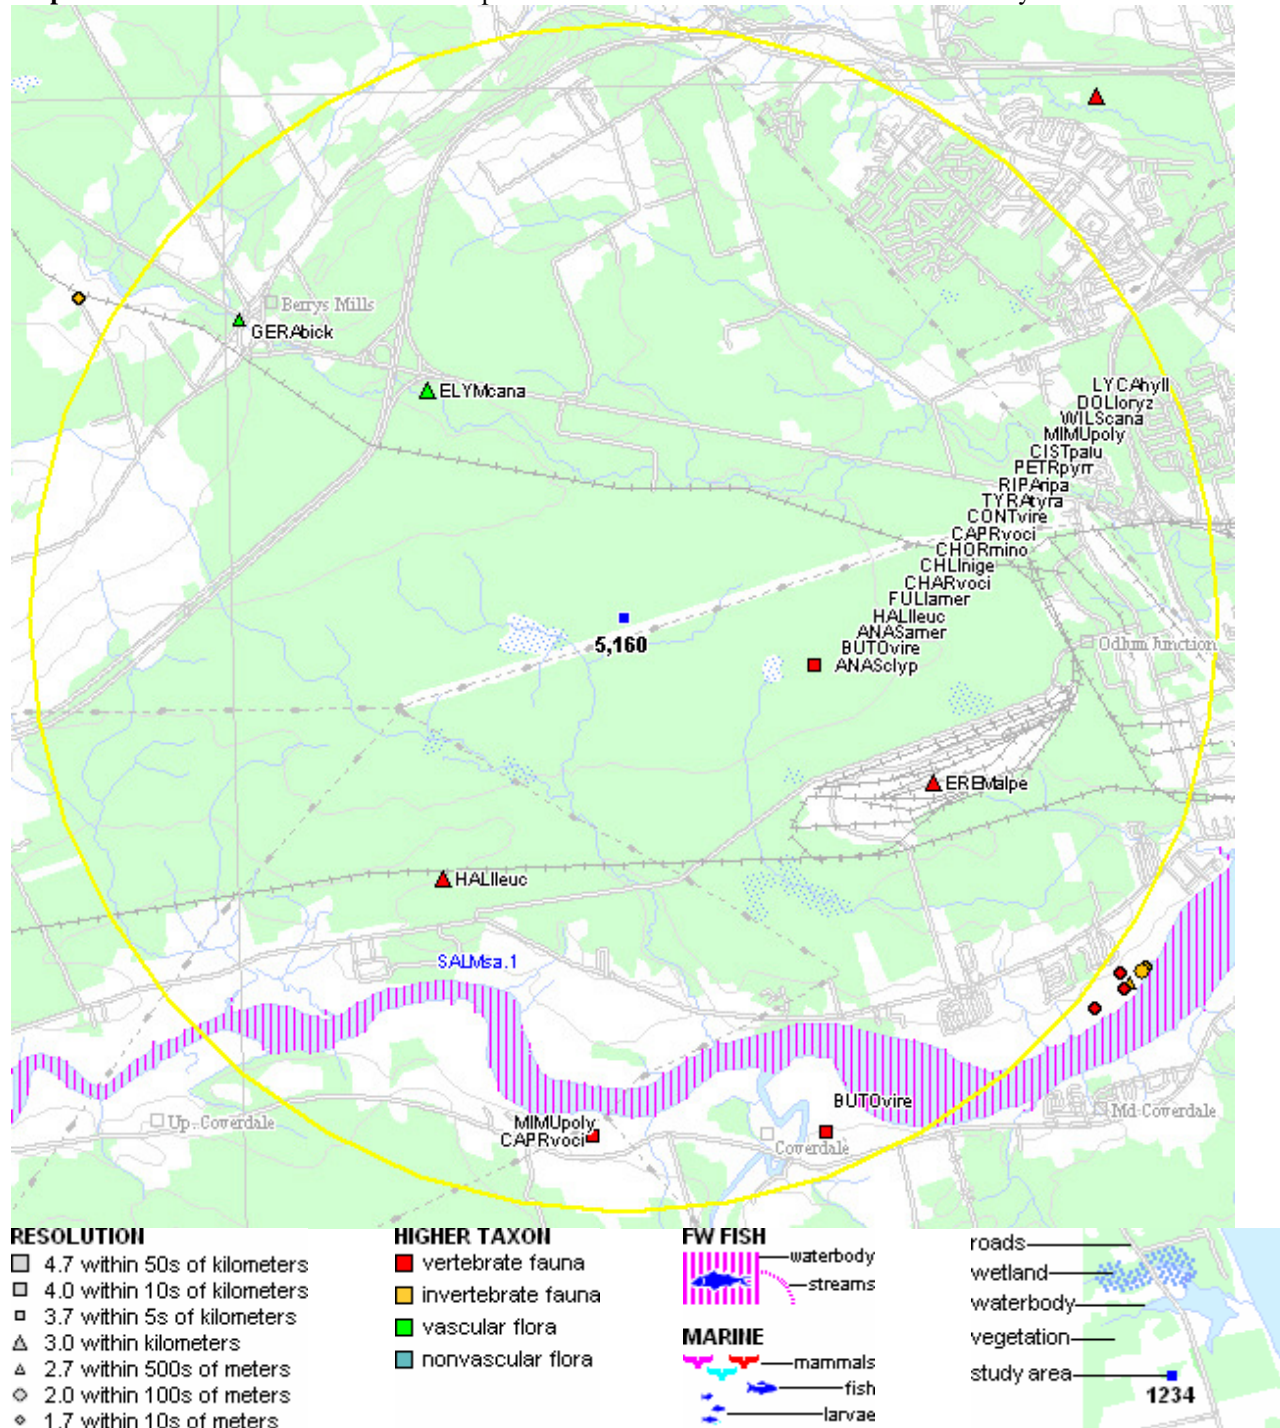 Berrys Mills
GERAbick
ELYMcana
LYCAhyll
DOLIoryz
WILScana
MIMUpoly
CISTpalu
PETRpyrr
RIPAripa
TYRAtyra
CONTvire
CAPRvoci
CHORmino
CHLInige
CHARvoci
FULIamer
HALIleuc
ANASamer
BUTOvire
ANASclyp
5,160
Odlum Junction
EREMalpe
HALIleuc
SALMsa.1
BUTOvire
MIMUpoly
CAPRvoci
Up. Coverdale
Coverdale
Md Coverdale
RESOLUTION
4.7 within 50s of kilometers
4.0 within 10s of kilometers
3.7 within 5s of kilometers
3.0 within kilometers
2.7 within 500s of meters
2.0 within 100s of meters
1.7 within 10s of meters
HIGHER TAXON
vertebrate fauna
invertebrate fauna
vascular flora
nonvascular flora
FW FISH
waterbody
streams
MARINE
mammals
fish
larvae
roads
wetland
waterbody
vegetation
study area
1234